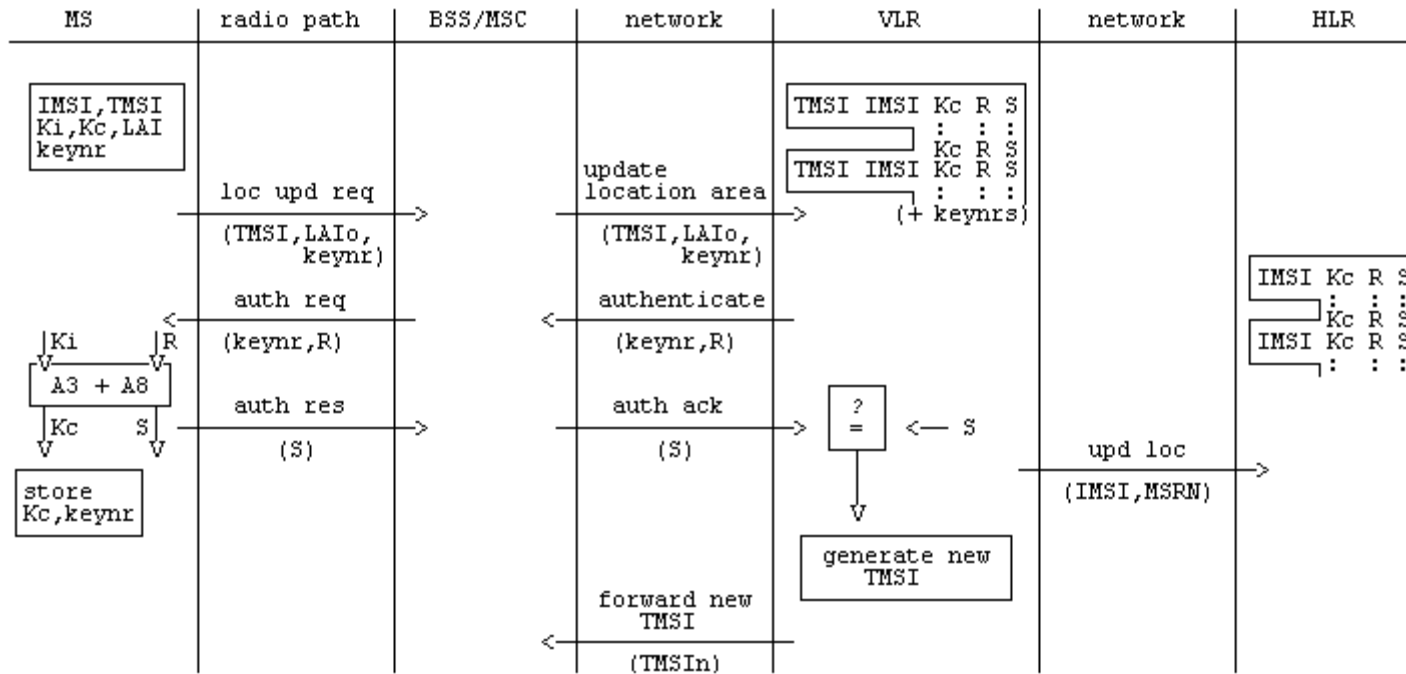 MS radio path BSS/MSC network VLR network HLR
IMSI,TMSI
Ki,Kc,LAI
keynr
TMSI IMSI Kc R S
: : :
Kc R S
TMSI IMSI Kc R S
: : :
(+ keynrs)
loc upd req
(TMSI,LAIo,
keynr)
update
location area
(TMSI,LAIo,
keynr)
IMSI Kc R S
: : :
Kc R S
IMSI Kc R S
: : :
auth req
(keynr,R)
authenticate
(keynr,R)
Ki R
A3 + A8
Kc S
auth res
(S)
auth ack
(S)
?
=
S
upd loc
(IMSI,MSRN)
store
Kc,keynr
generate new
TMSI
forward new
TMSI
(TMSIn)